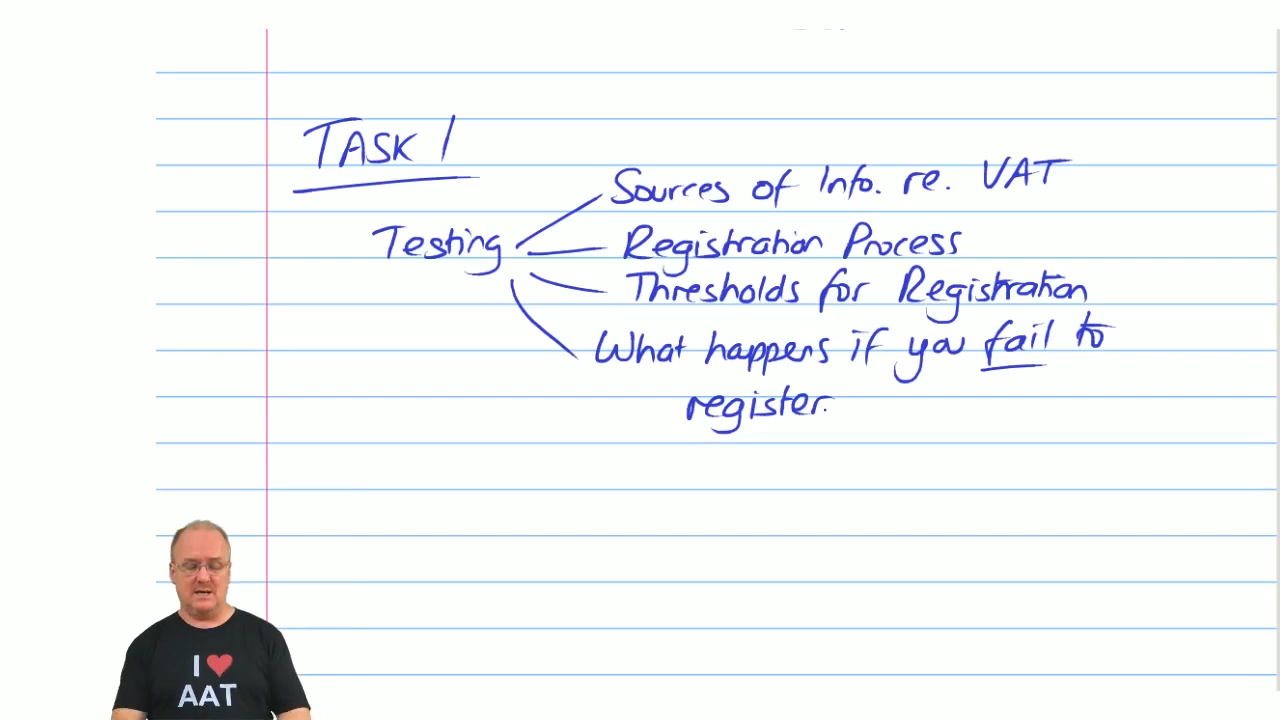 TASK 1
Sources of Info. re. VAT
Testing
Registration Process
Thresholds for Registration
What happens if you fail to
register.
I ❤ AAT